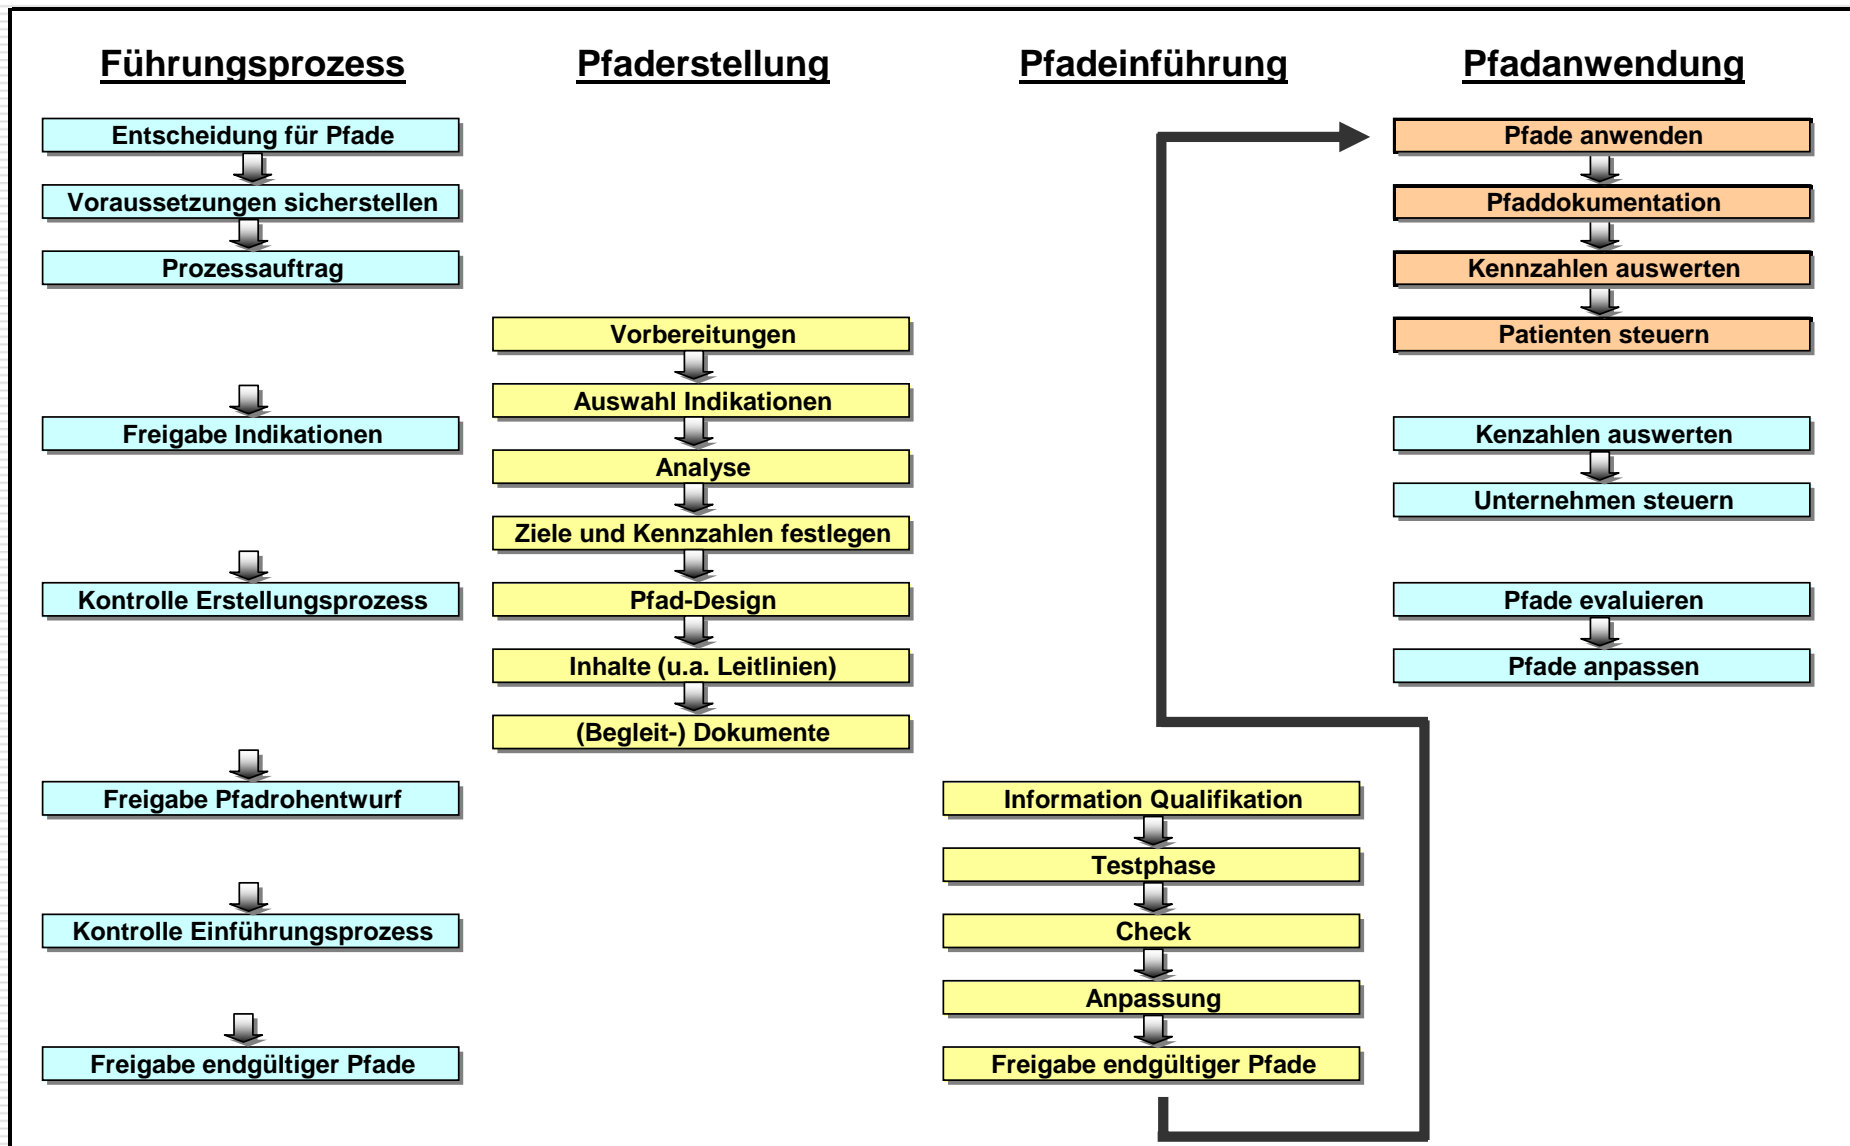 Führungsprozess
Entscheidung für Pfade
Voraussetzungen sicherstellen
Prozessauftrag
Freigabe Indikationen
Kontrolle Erstellungsprozess
Freigabe Pfadrohentwurf
Kontrolle Einführungsprozess
Freigabe endgültiger Pfade
Pfaderstellung
Vorbereitungen
Auswahl Indikationen
Analyse
Ziele und Kennzahlen festlegen
Pfad-Design
Inhalte (u.a. Leitlinien)
(Begleit-) Dokumente
Pfadeinführung
Information Qualifikation
Testphase
Check
Anpassung
Freigabe endgültiger Pfade
Pfadanwendung
Pfade anwenden
Pfaddokumentation
Kennzahlen auswerten
Patienten steuern
Kenzahlen auswerten
Unternehmen steuern
Pfade evaluieren
Pfade anpassen